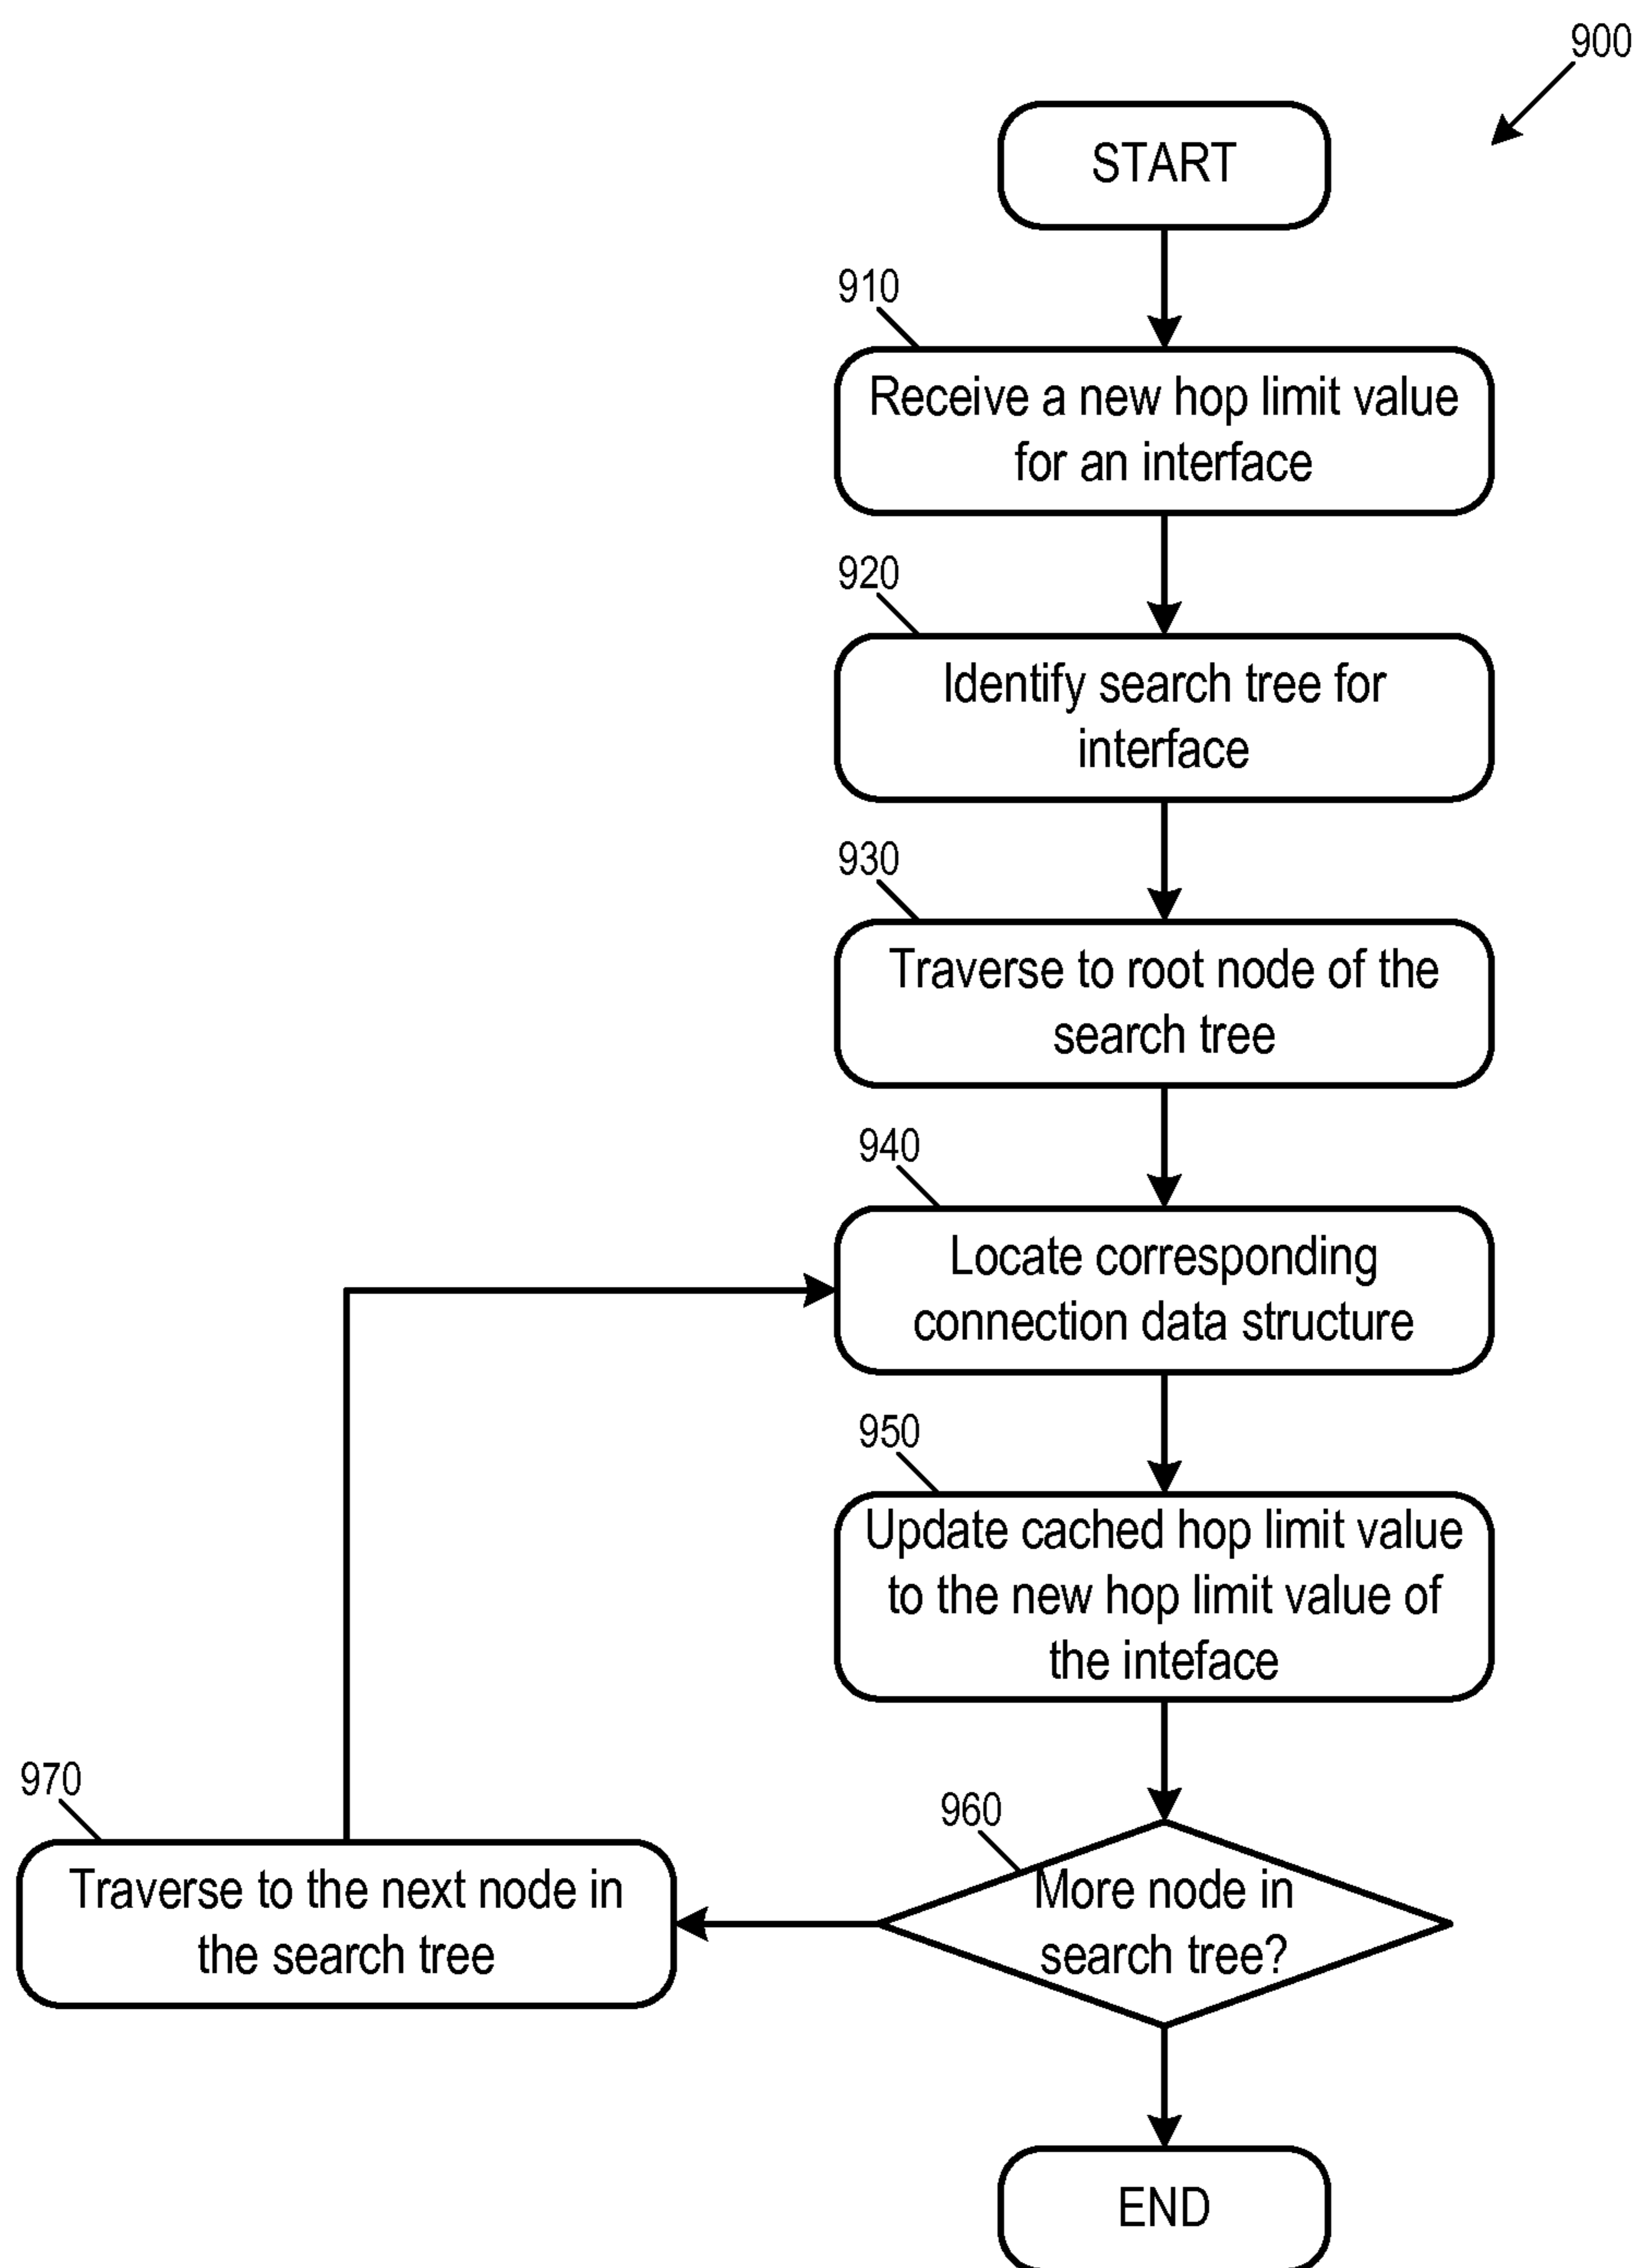 900
START
910
Receive a new hop limit value
for an interface
920
Identify search tree for
interface
930
Traverse to root node of the
search tree
940
Locate corresponding
connection data structure
950
Update cached hop limit value
to the new hop limit value of
the inteface
960
More node in
search tree?
970
Traverse to the next node in
the search tree
END